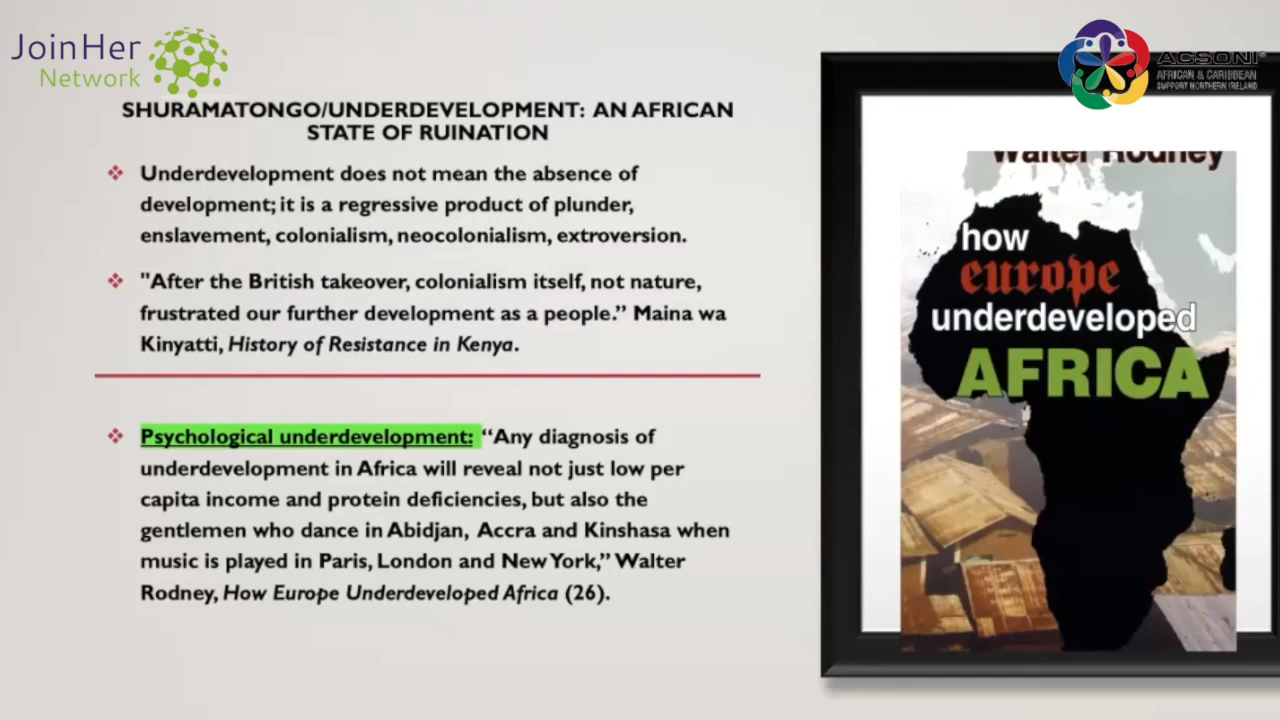 JoinHer
Network
ACSONI®
AFRICAN & CARIBBEAN
SUPPORT NORTHERN IRELAND
SHURAMATONGO/UNDERDEVELOPMENT: AN AFRICAN
STATE OF RUINATION
❖ Underdevelopment does not mean the absence of
development; it is a regressive product of plunder,
enslavement, colonialism, neocolonialism, extroversion.
❖ "After the British takeover, colonialism itself, not nature,
frustrated our further development as a people.” Maina wa
Kinyatti, History of Resistance in Kenya.
❖ Psychological underdevelopment: “Any diagnosis of
underdevelopment in Africa will reveal not just low per
capita income and protein deficiencies, but also the
gentlemen who dance in Abidjan, Accra and Kinshasa when
music is played in Paris, London and New York,” Walter
Rodney, How Europe Underdeveloped Africa (26).
Walter Rodney
how
europe
underdeveloped
AFRICA